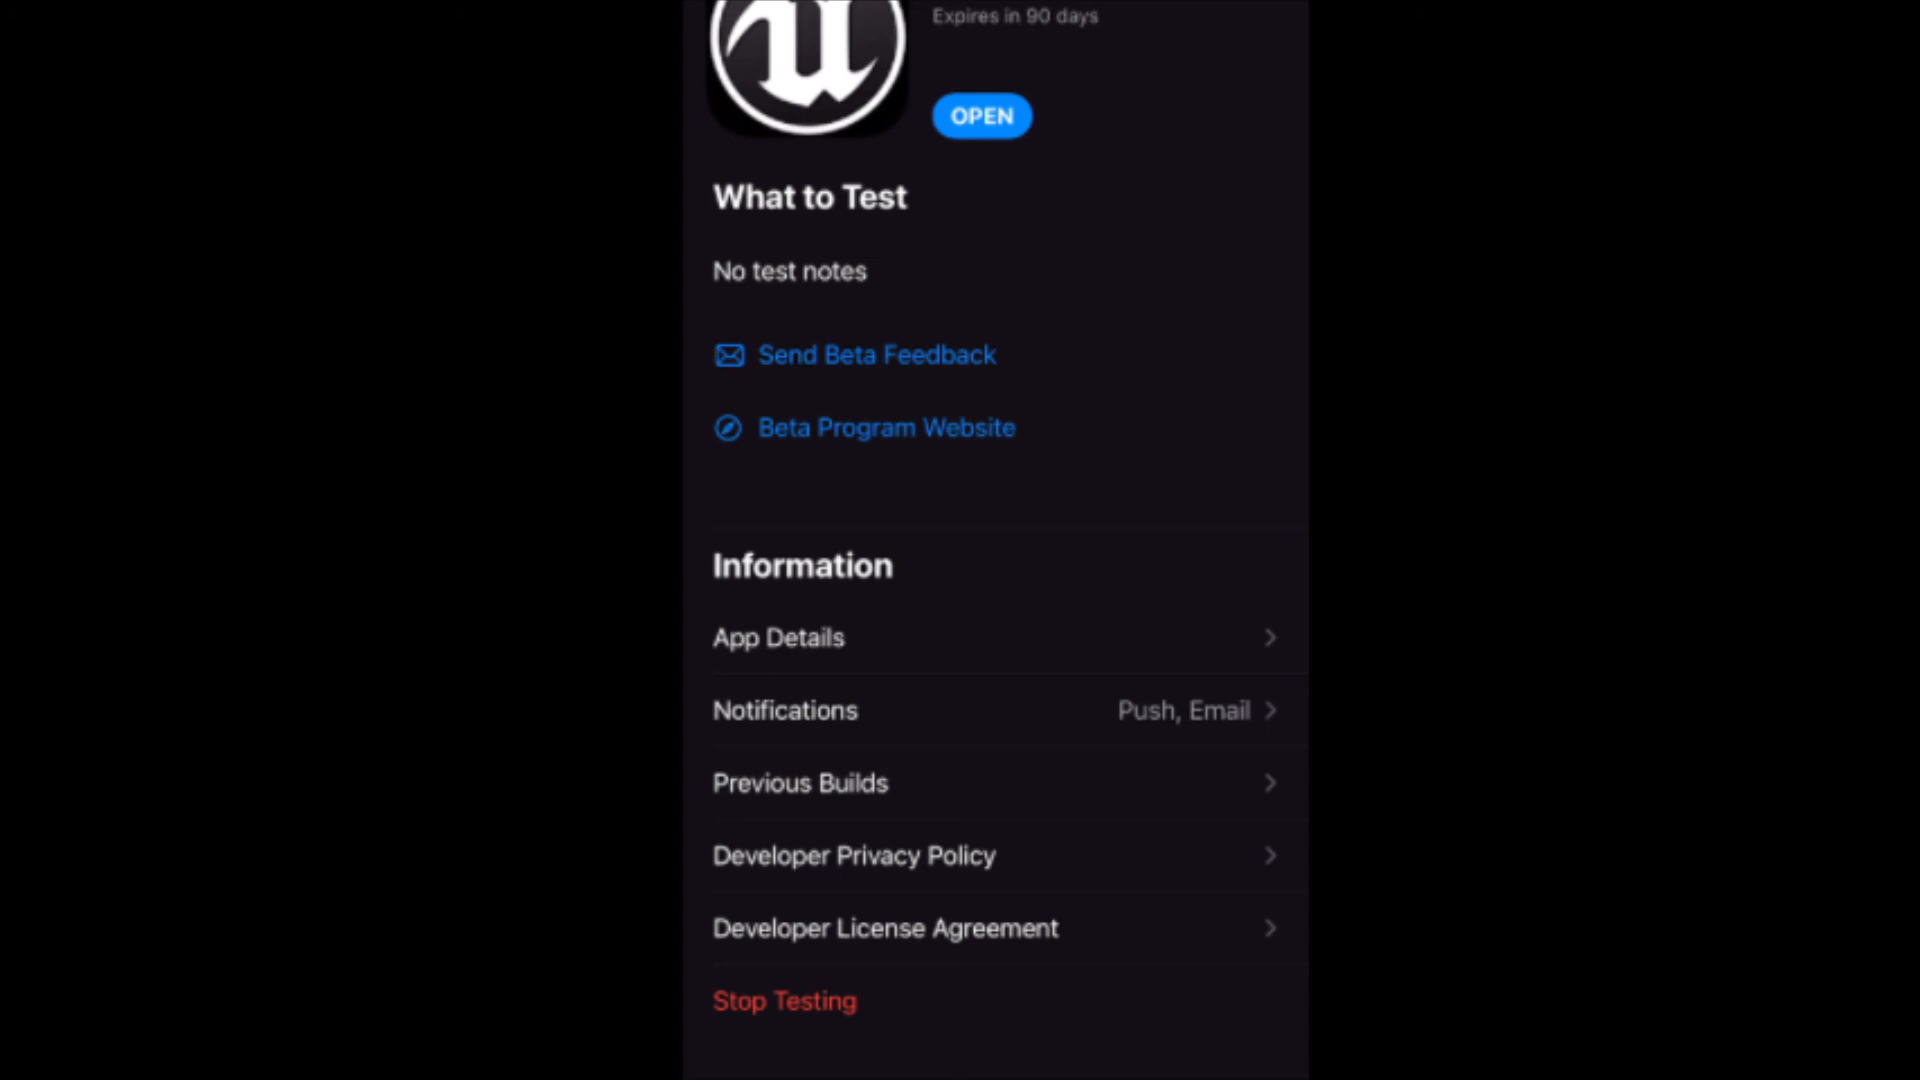 Expires in 90 days
OPEN
What to Test
No test notes
Send Beta Feedback
Beta Program Website
Information
App Details
Notifications Push, Email
Previous Builds
Developer Privacy Policy
Developer License Agreement
Stop Testing